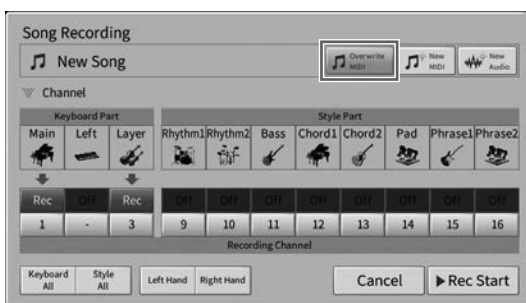 Song Recording
New Song
Overwrite MIDI
New MIDI
New Audio
Channel
Keyboard Part
Style Part
Main Left Layer Rhythm1 Rhythm2 Bass Chord1 Chord2 Pad Phrase1 Phrase2
Rec Off Rec Off Off Off Off Off Off Off Off
1 - 3 9 10 11 12 13 14 15 16
Recording Channel
Keyboard All
Style All
Left Hand
Right Hand
Cancel
Rec Start